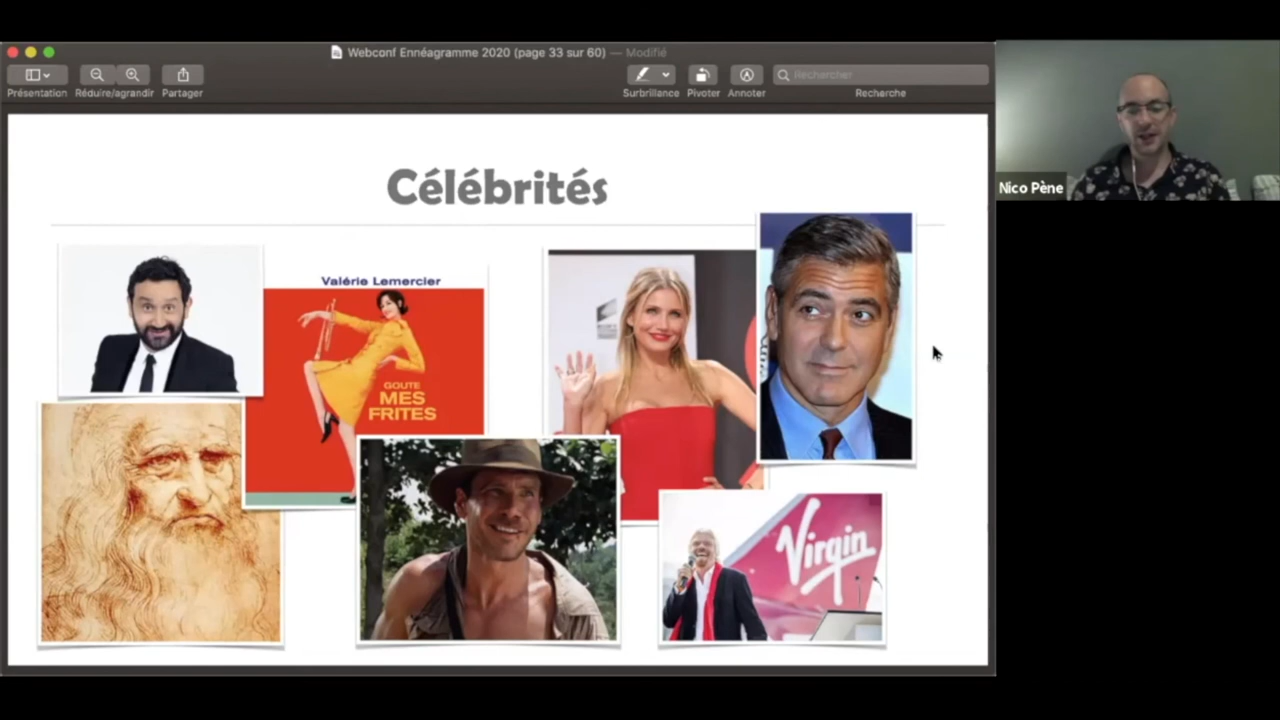 Webconf Ennéagramme 2020 (page 33 sur 60) — Modifié
Rechercher
Présentation
Réduire/agrandir
Partager
Surbrillance
Pivoter
Annoter
Recherche
Célébrités
Nico Pène
Valérie Lemercier
GOUTE
MES
FRITES
Virgin